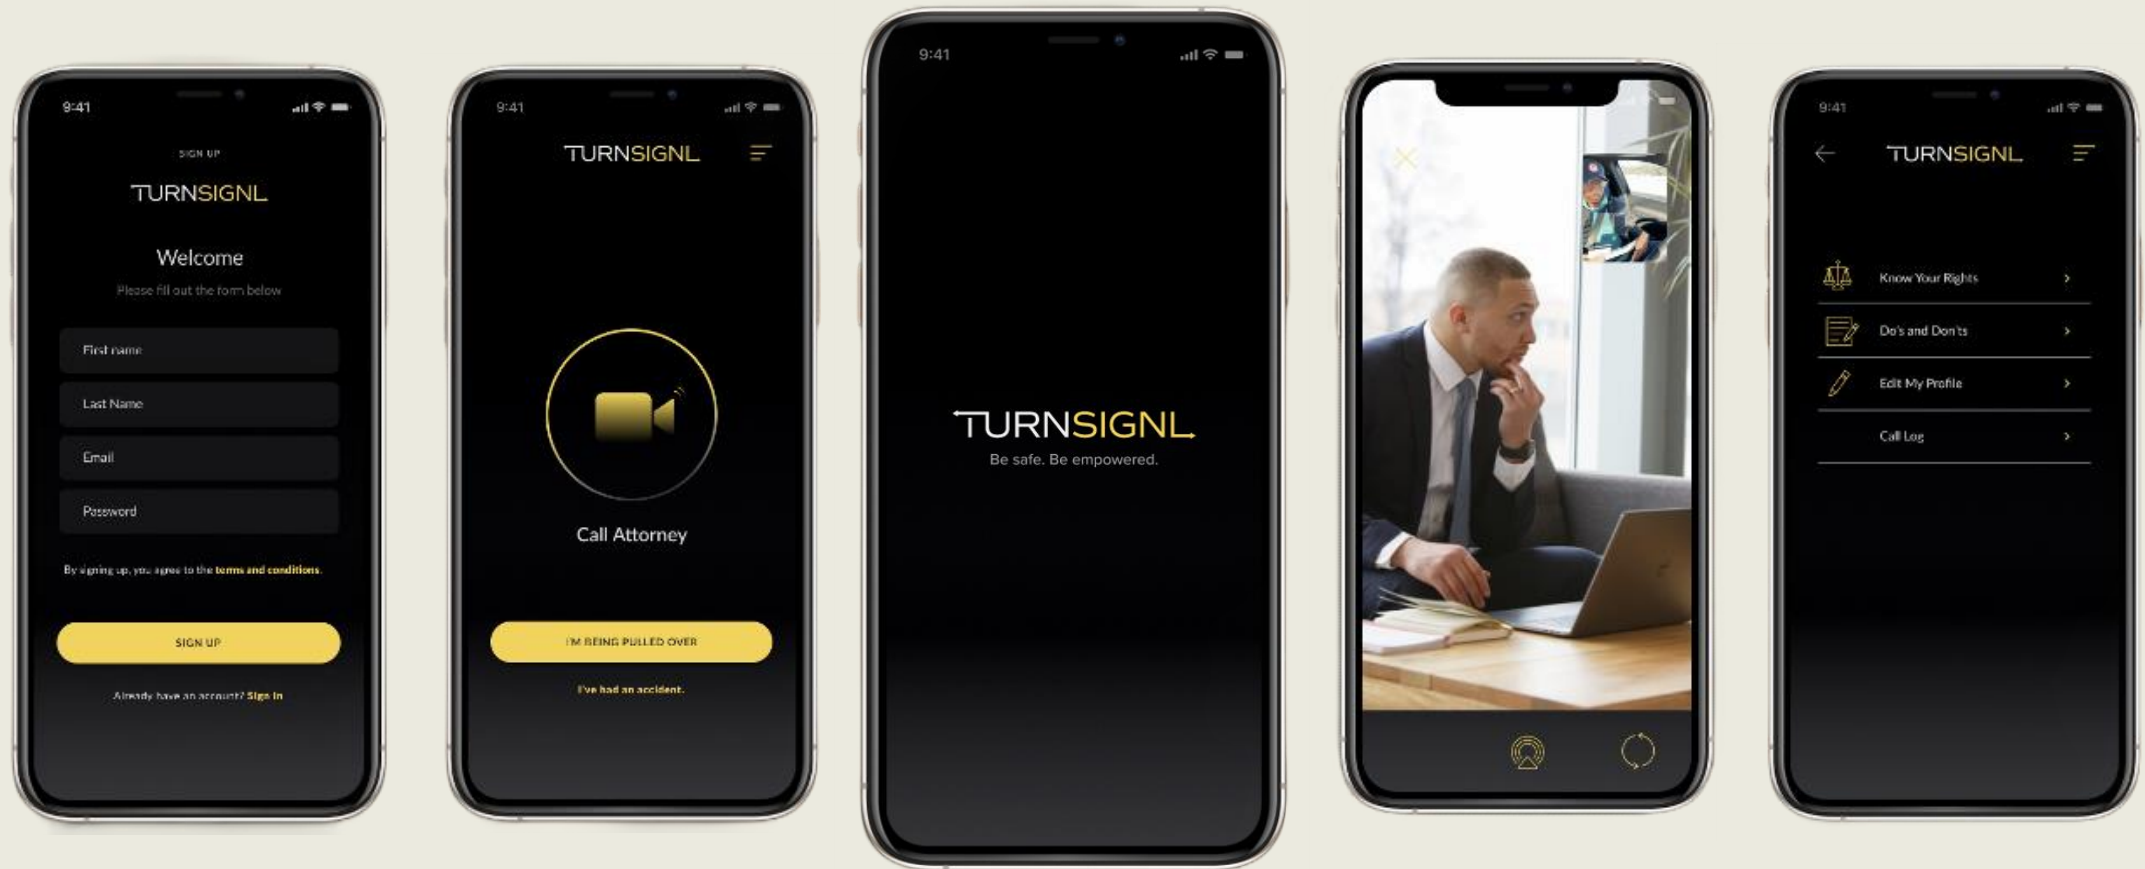 9:41
SIGN UP
TURNSIGNL
Welcome
Please fill out the form below
First name
Last Name
Email
Password
By signing up, you agree to the terms and conditions.
SIGN UP
Already have an account? Sign In
9:41
TURNSIGNL
Call Attorney
I'M BEING PULLED OVER
I've had an accident.
9:41
TURNSIGNL
Be safe. Be empowered.
9:41
TURNSIGNL
Know Your Rights
Do's and Don'ts
Edit My Profile
Call Log